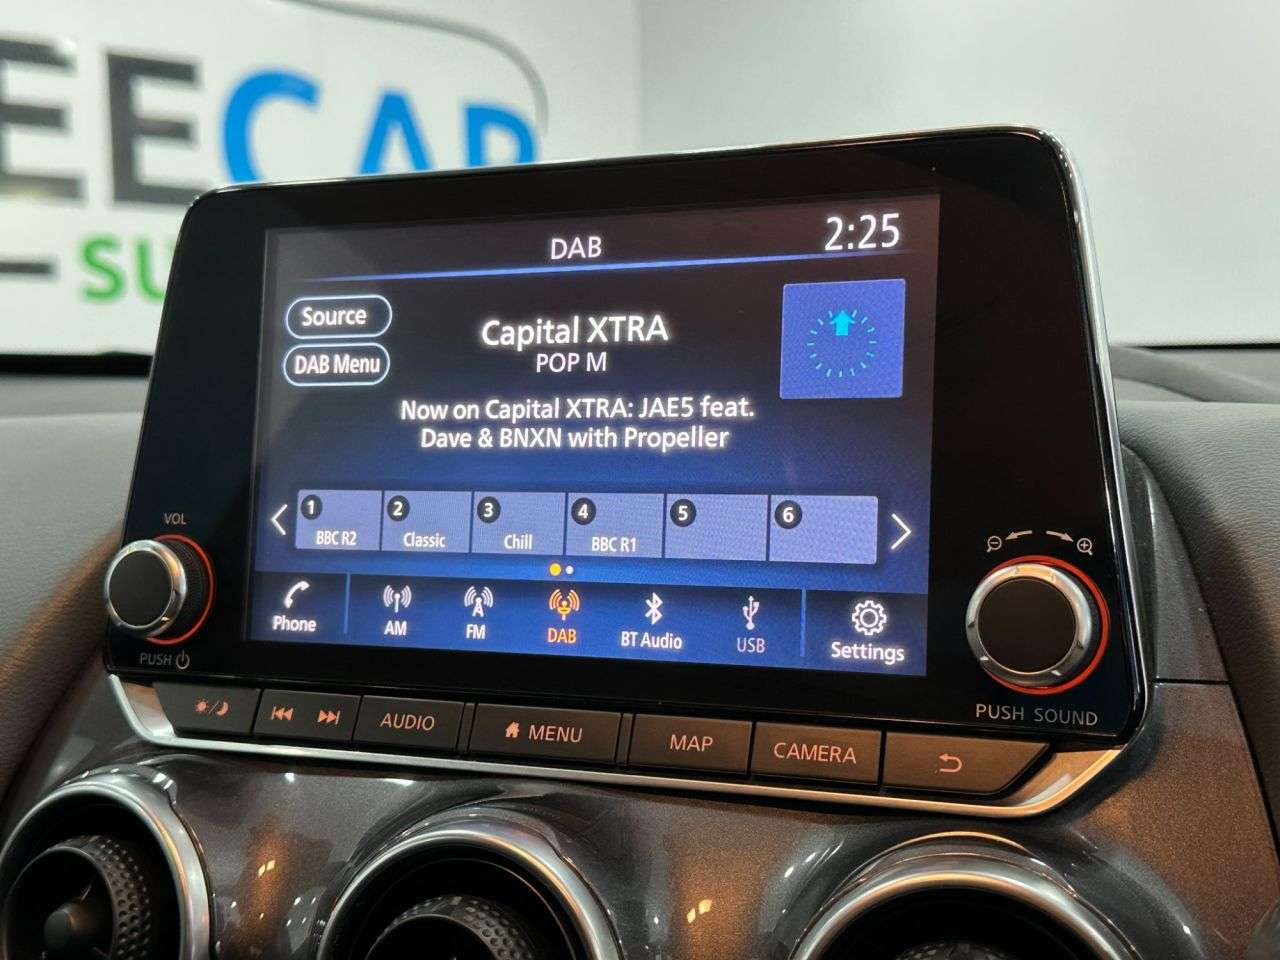 EECAR
SU
DAB
2:25
Source
Capital XTRA
DAB Menu
POP M
Now on Capital XTRA: JAE5 feat.
Dave & BNXN with Propeller
1 2 3 4 5 6
BBC R2 Classic Chill BBC R1
Phone AM FM DAB BT Audio USB Settings
VOL
PUSH
PUSH SOUND
AUDIO MENU MAP CAMERA